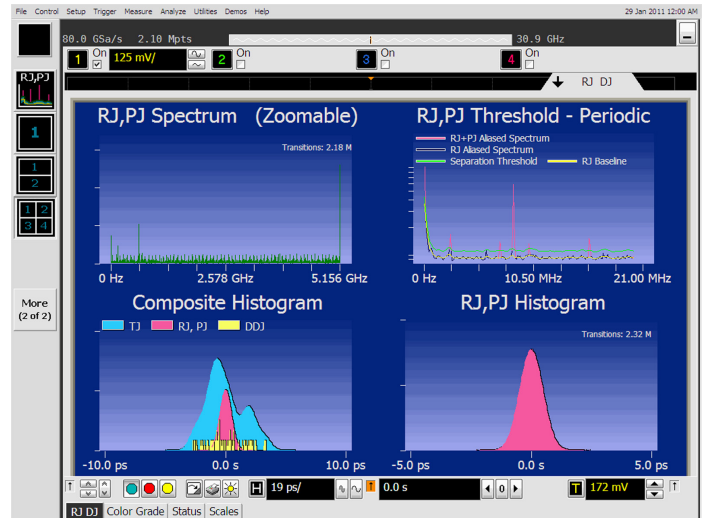 File Control Setup Trigger Measure Analyze Utilities Demos Help 29 Jan 2011 12:00 AM
80.0 GSa/s 2.10 Mpts 30.9 GHz
1 On 125 mV/ 2 On 3 On 4 On
RJ,PJ
RJ DJ
RJ,PJ Spectrum (Zoomable)
Transitions: 2.18 M
0 Hz 2.578 GHz 5.156 GHz
RJ,PJ Threshold - Periodic
RJ+PJ Aliased Spectrum
RJ Aliased Spectrum
Separation Threshold RJ Baseline
0 Hz 10.50 MHz 21.00 MHz
1
1
2
1 2
3 4
More
(2 of 2)
Composite Histogram
TJ RJ, PJ DDJ
-10.0 ps 0.0 s 10.0 ps
RJ,PJ Histogram
Transitions: 2.32 M
-5.0 ps 0.0 s 5.0 ps
H 19 ps/ 0.0 s 0 T 172 mV
RJ DJ Color Grade Status Scales